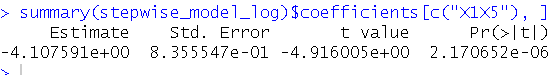 > summary(stepwise_model_log)$coefficients[c("X1X5"), ]
Estimate Std. Error t value Pr(>|t|)
-4.107591e+00 8.355547e-01 -4.916005e+00 2.170652e-06
>